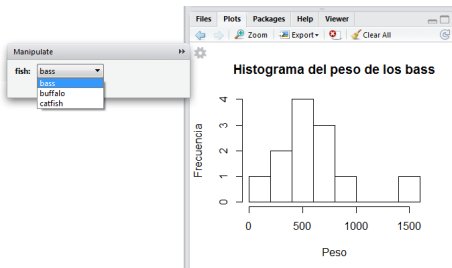 Files Plots Packages Help Viewer
Zoom Export Clear All
Manipulate
fish: bass
bass
buffalo
catfish
Histograma del peso de los bass
Frecuencia
4
3
2
1
0
0 500 1000 1500
Peso